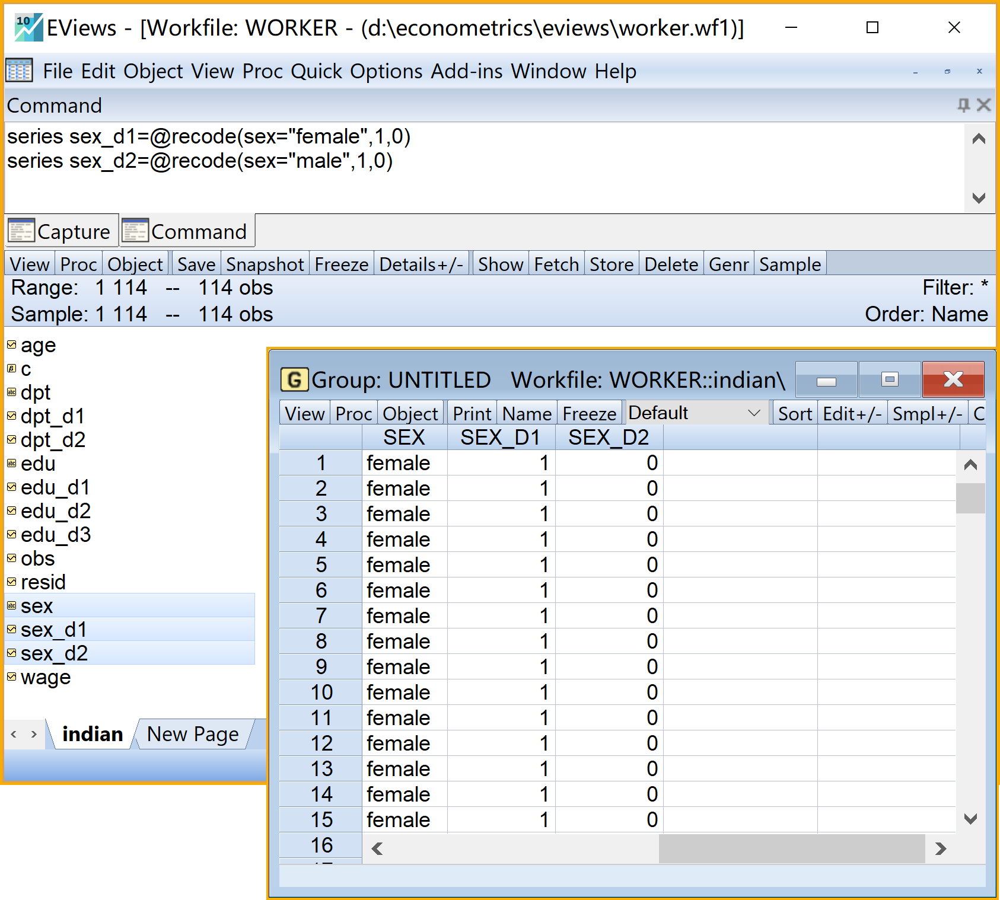 10 EViews - [Workfile: WORKER - (d:\econometrics\eviews\worker.wf1)]
File Edit Object View Proc Quick Options Add-ins Window Help
Command
series sex_d1=@recode(sex="female",1,0)
series sex_d2=@recode(sex="male",1,0)
Capture Command
View Proc Object Save Snapshot Freeze Details+/- Show Fetch Store Delete Genr Sample
Range: 1 114 -- 114 obs Filter: *
Sample: 1 114 -- 114 obs Order: Name
age
β c
abc dpt
dpt_d1
dpt_d2
abc edu
edu_d1
edu_d2
edu_d3
obs
resid
abc sex
sex_d1
sex_d2
wage
indian New Page
G Group: UNTITLED Workfile: WORKER::indian\
View Proc Object Print Name Freeze Default Sort Edit+/- Smpl+/- C
SEX SEX_D1 SEX_D2
1 female 1 0
2 female 1 0
3 female 1 0
4 female 1 0
5 female 1 0
6 female 1 0
7 female 1 0
8 female 1 0
9 female 1 0
10 female 1 0
11 female 1 0
12 female 1 0
13 female 1 0
14 female 1 0
15 female 1 0
16